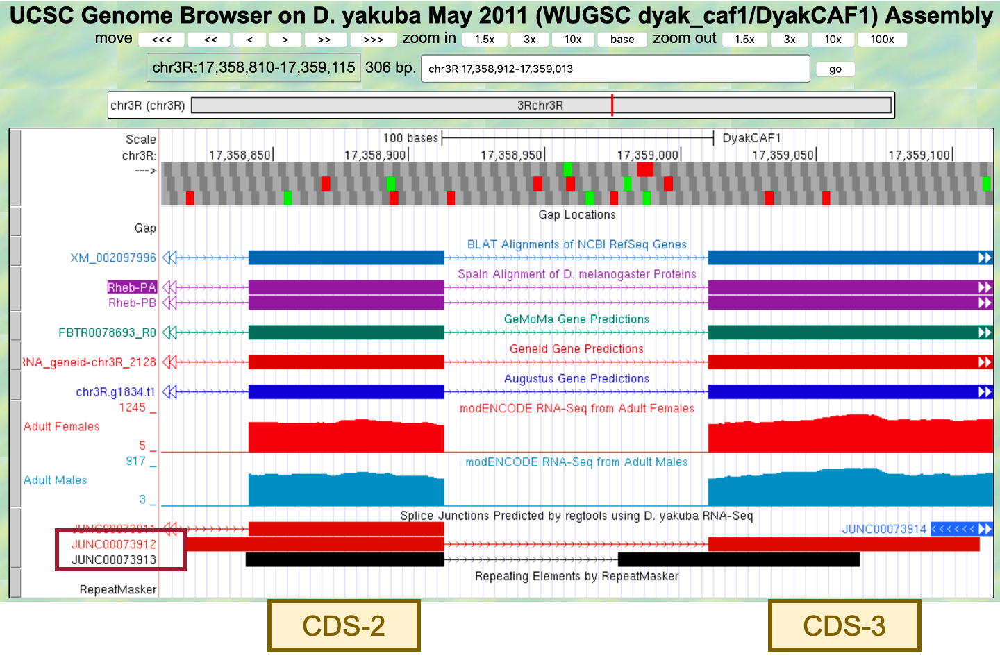 UCSC Genome Browser on D. yakuba May 2011 (WUGSC dyak_caf1/DyakCAF1) Assembly
move <<< << < > >> >>> zoom in 1.5x 3x 10x base zoom out 1.5x 3x 10x 100x
chr3R:17,358,810-17,359,115 306 bp. chr3R:17,358,912-17,359,013 go
chr3R (chr3R) 3Rchr3R
Scale 100 bases DyakCAF1
chr3R: 17,358,850 17,358,900 17,358,950 17,359,000 17,359,050 17,359,100
--->
Gap Locations
Gap
BLAT Alignments of NCBI RefSeq Genes
XM_002097996
Spaln Alignment of D. melanogaster Proteins
Rheb-PA
Rheb-PB
GeMoMa Gene Predictions
FBTR0078693_R0
Geneid Gene Predictions
RNA_geneid-chr3R_2128
Augustus Gene Predictions
chr3R.g1834.t1
1245 _ modENCODE RNA-Seq from Adult Females
Adult Females
5 _
917 _ modENCODE RNA-Seq from Adult Males
Adult Males
3 _
Splice Junctions Predicted by regtools using D. yakuba RNA-Seq
JUNC00073911 JUNC00073914
JUNC00073912
JUNC00073913
Repeating Elements by RepeatMasker
RepeatMasker
CDS-2 CDS-3